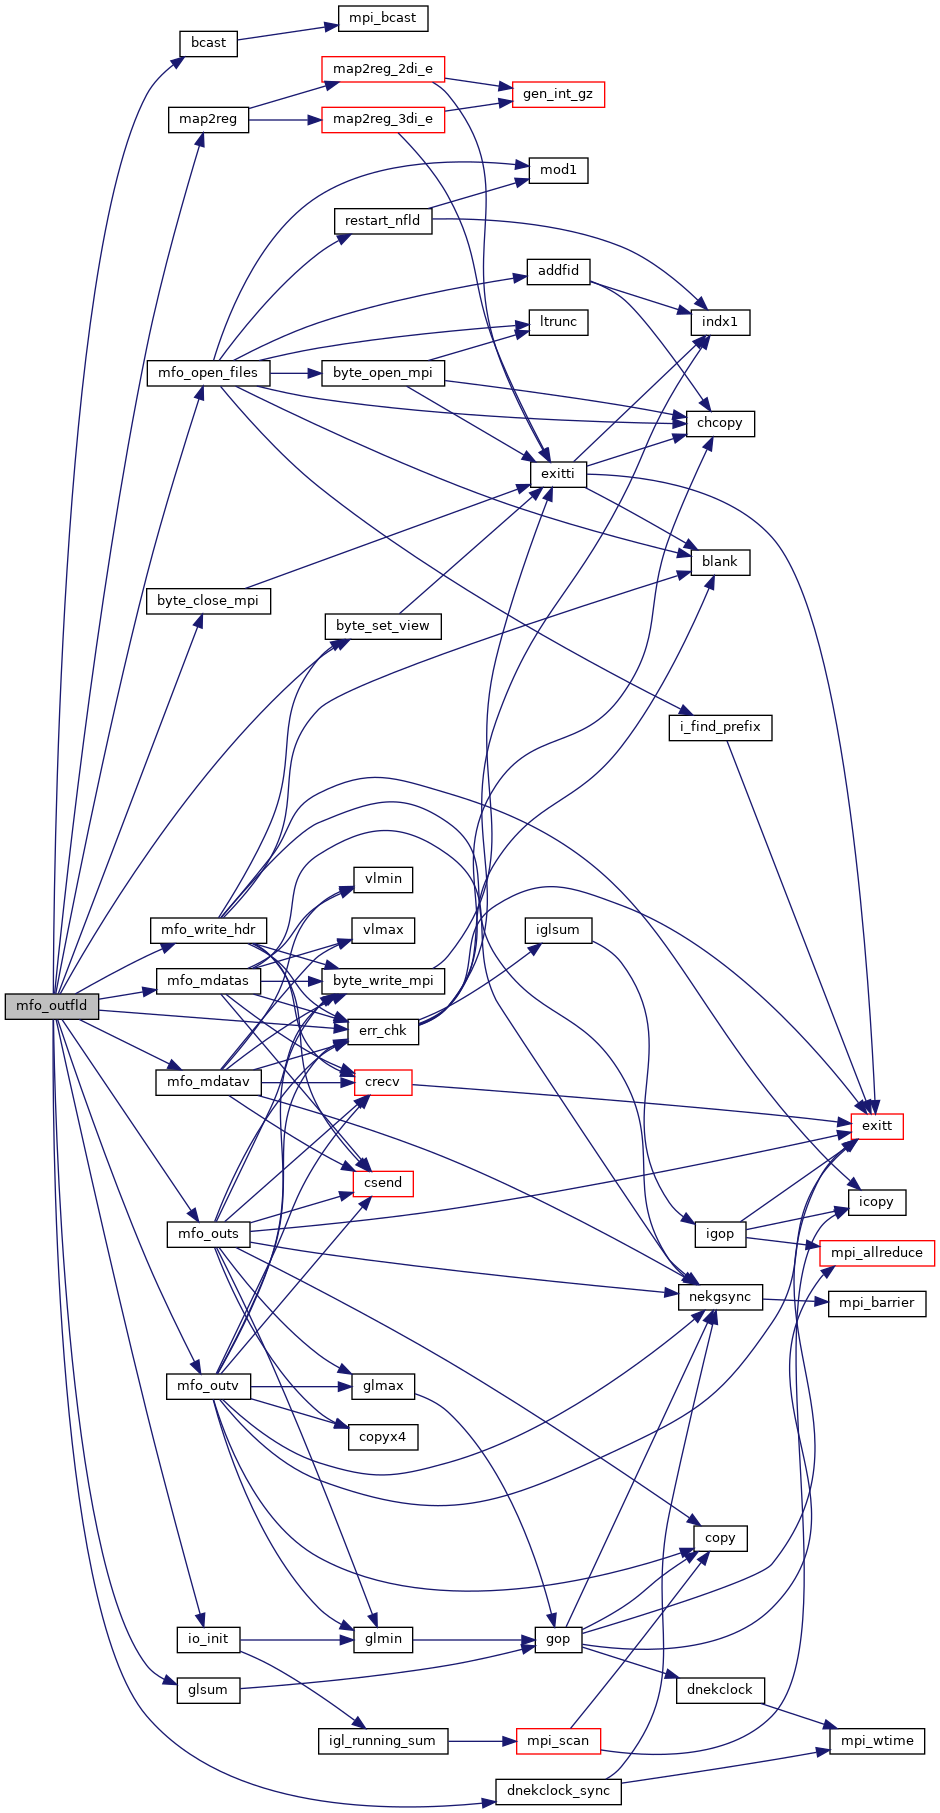 mpi_bcast
bcast
map2reg_2di_e
gen_int_gz
map2reg
map2reg_3di_e
mod1
restart_nfld
addfid
ltrunc
indx1
mfo_open_files
byte_open_mpi
chcopy
exitti
blank
byte_close_mpi
byte_set_view
i_find_prefix
vlmin
mfo_write_hdr
vlmax
iglsum
mfo_mdatas
byte_write_mpi
mfo_outfld
err_chk
mfo_mdatav
crecv
exitt
csend
icopy
mfo_outs
igop
mpi_allreduce
nekgsync
mpi_barrier
mfo_outv
glmax
copyx4
copy
io_init
glmin
gop
glsum
dnekclock
igl_running_sum
mpi_scan
mpi_wtime
dnekclock_sync